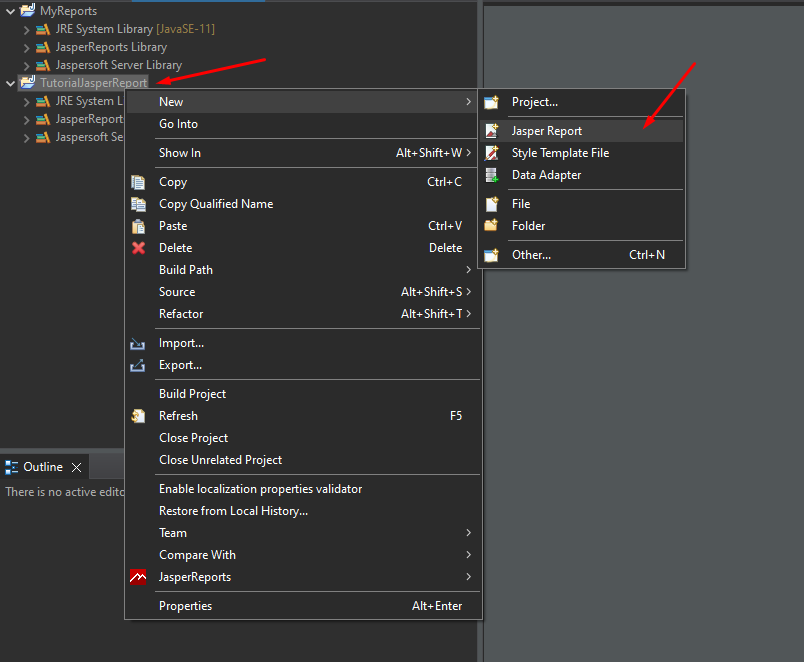 MyReports
JRE System Library [JavaSE-11]
JasperReports Library
Jaspersoft Server Library
TutorialJasperReport
JRE System L
JasperReport
Jaspersoft Se
New
Go Into
Show In Alt+Shift+W
Copy Ctrl+C
Copy Qualified Name
Paste Ctrl+V
Delete Delete
Build Path
Source Alt+Shift+S
Refactor Alt+Shift+T
Import...
Export...
Build Project
Refresh F5
Close Project
Close Unrelated Project
Enable localization properties validator
Restore from Local History...
Team
Compare With
JasperReports
Properties Alt+Enter
Project...
Jasper Report
Style Template File
Data Adapter
File
Folder
Other... Ctrl+N
Outline
There is no active edito